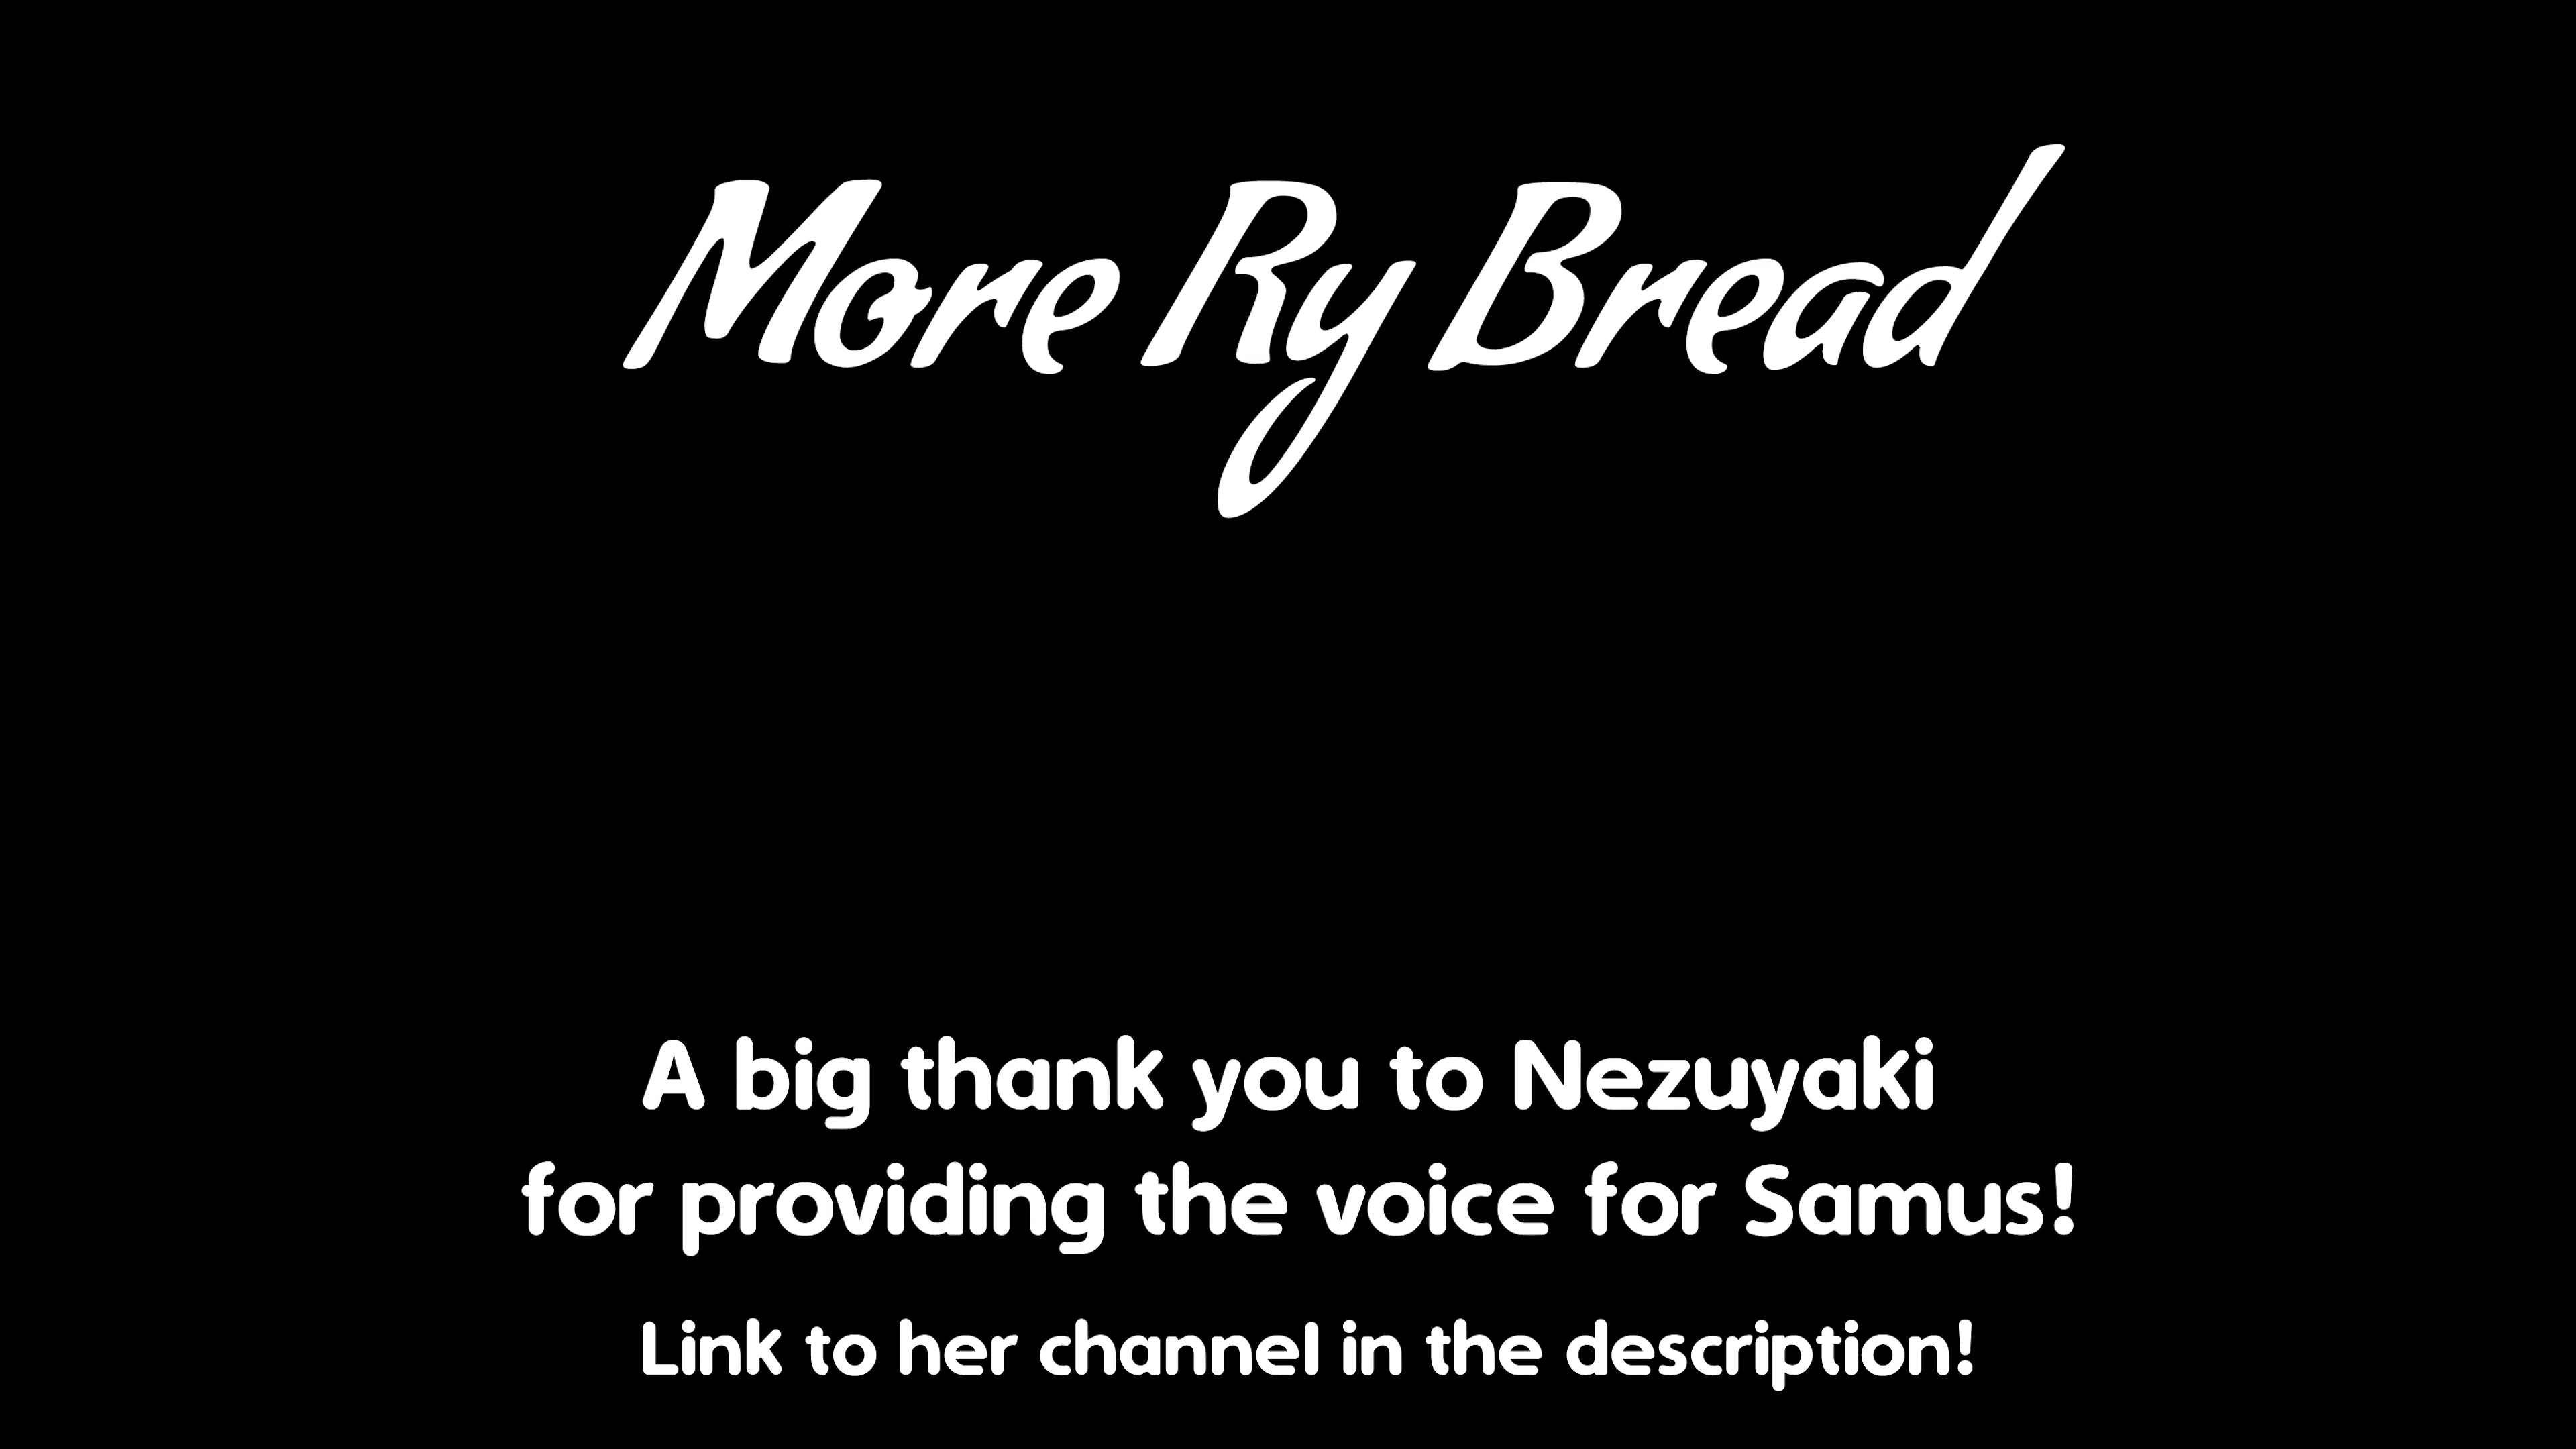 More Ry Bread
A big thank you to Nezuyaki
for providing the voice for Samus!
Link to her channel in the description!